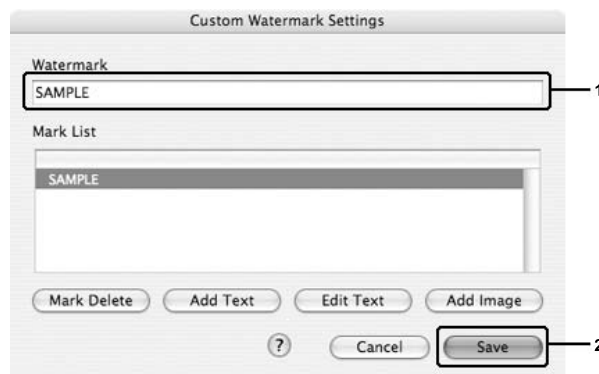 Custom Watermark Settings
Watermark
SAMPLE
1
Mark List
SAMPLE
Mark Delete Add Text Edit Text Add Image
? Cancel Save
2